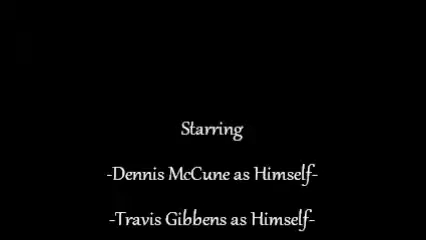 Starring
-Dennis McCune as Himself-
-Travis Gibbens as Himself-